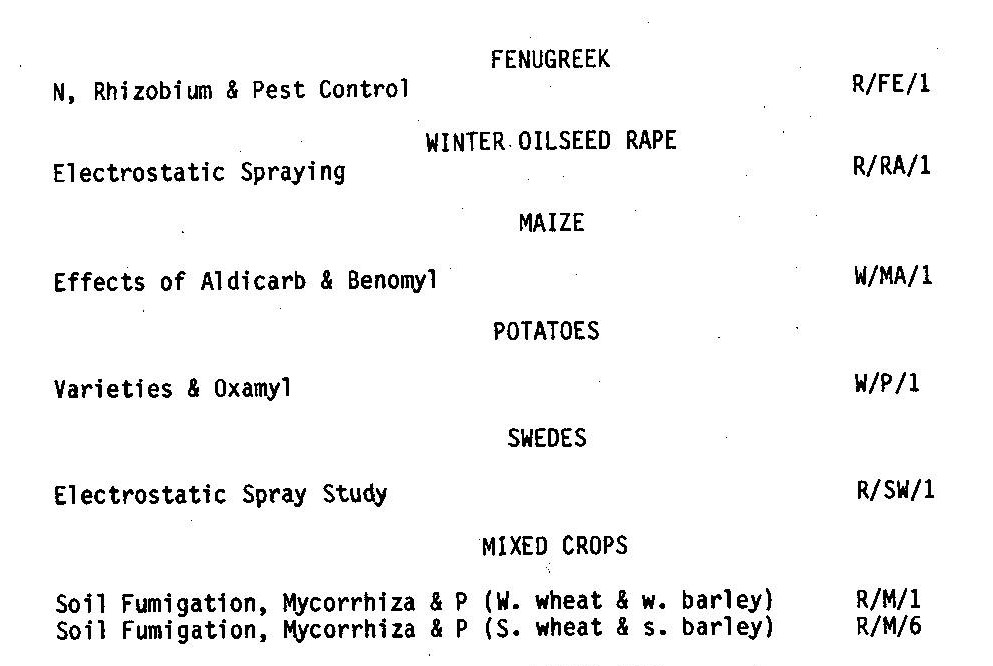 FENUGREEK
N, Rhizobium & Pest Control R/FE/1
WINTER OILSEED RAPE
Electrostatic Spraying R/RA/1
MAIZE
Effects of Aldicarb & Benomyl W/MA/1
POTATOES
Varieties & Oxamyl W/P/1
SWEDES
Electrostatic Spray Study R/SW/1
MIXED CROPS
Soil Fumigation, Mycorrhiza & P (W. wheat & w. barley) R/M/1
Soil Fumigation, Mycorrhiza & P (S. wheat & s. barley) R/M/6